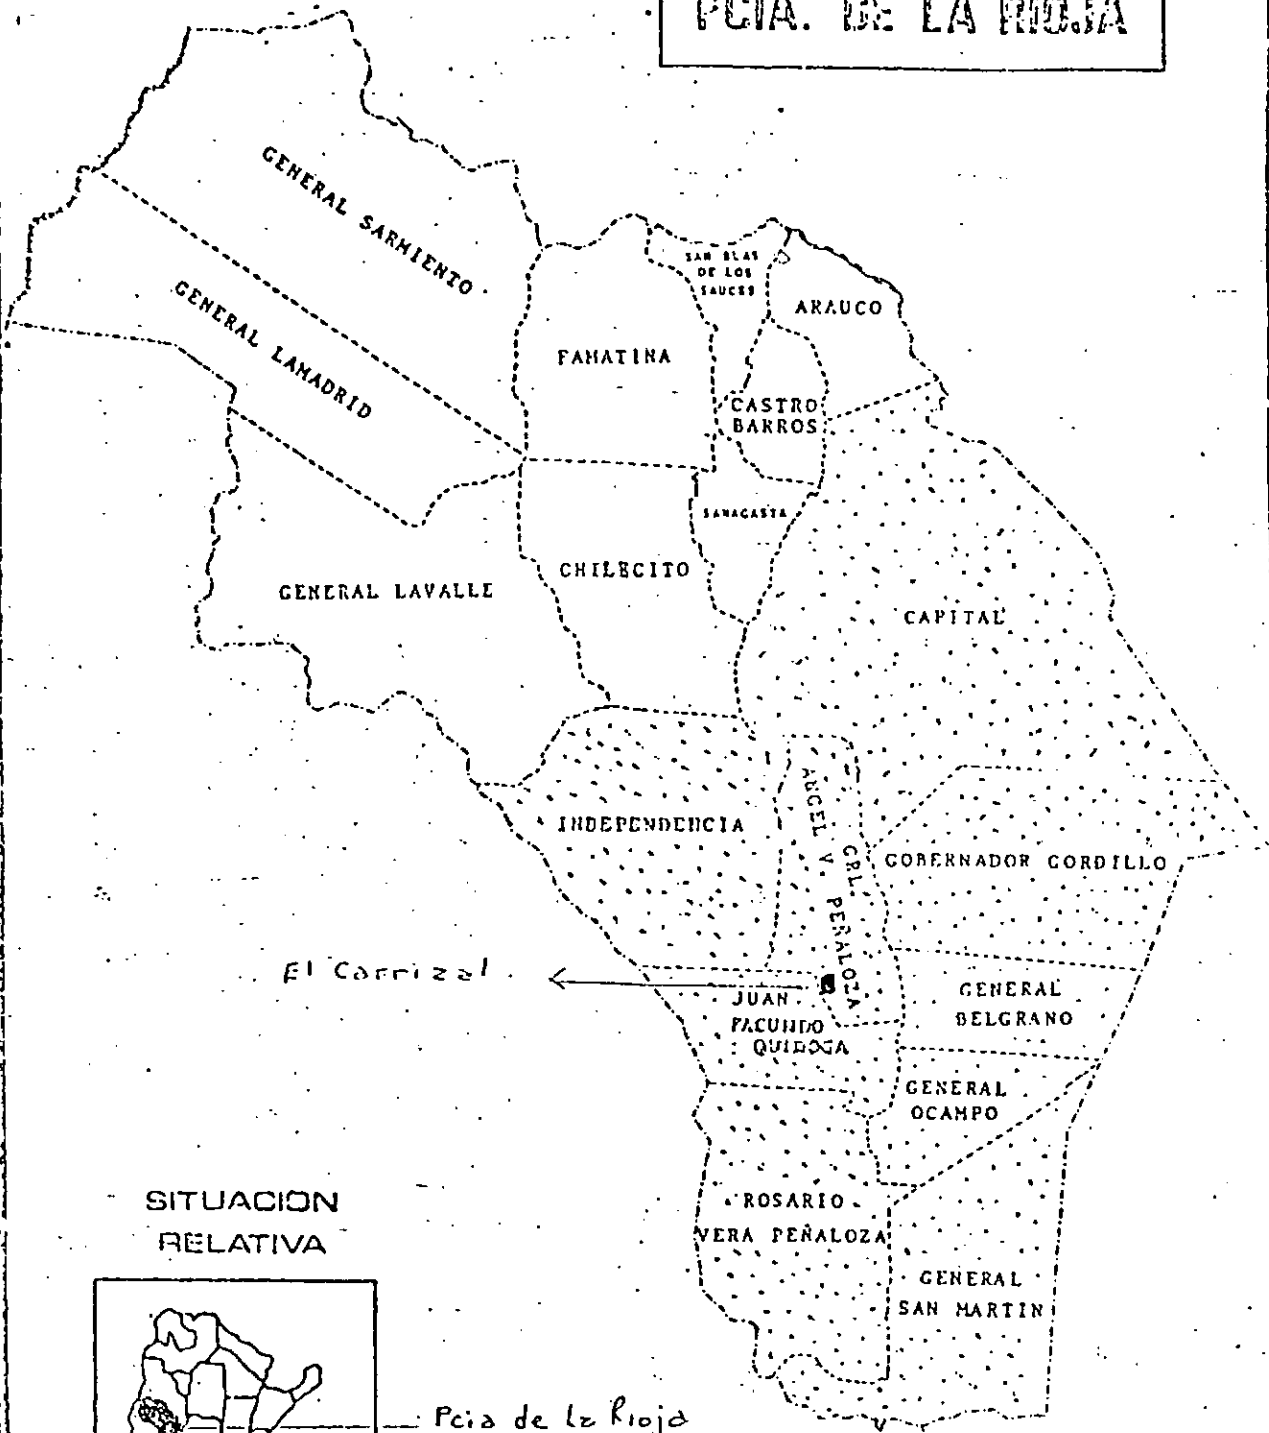 PCIA. DE LA RIOJA
GENERAL SARMIENTO
GENERAL LAMADRID
SAN BLAS
DE LOS
SAUCES
ARAUCO
FAMATINA
CASTRO
BARROS
SANAGASTA
CHILECITO
GENERAL LAVALLE
CAPITAL
INDEPENDENCIA
GRL.
ANGEL V. PEÑALOZA
GOBERNADOR GORDILLO
El Carrizal
JUAN
FACUNDO
QUIROGA
GENERAL
BELGRANO
GENERAL
OCAMPO
ROSARIO
VERA PEÑALOZA
GENERAL
SAN MARTIN
SITUACION
RELATIVA
Pcia de La Rioja